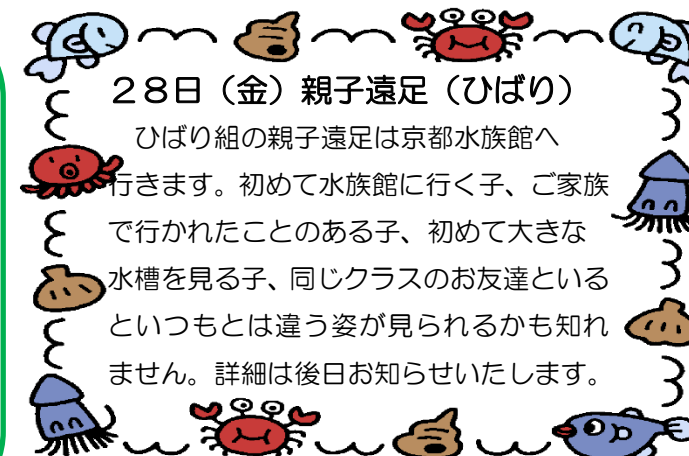 28日（金）親子遠足（ひばり）
ひばり組の親子遠足は京都水族館へ
行きます。初めて水族館に行く子、ご家族
で行かれたことのある子、初めて大きな
水槽を見る子、同じクラスのお友達といる
といつもとは違う姿が見られるかも知れ
ません。詳細は後日お知らせいたします。